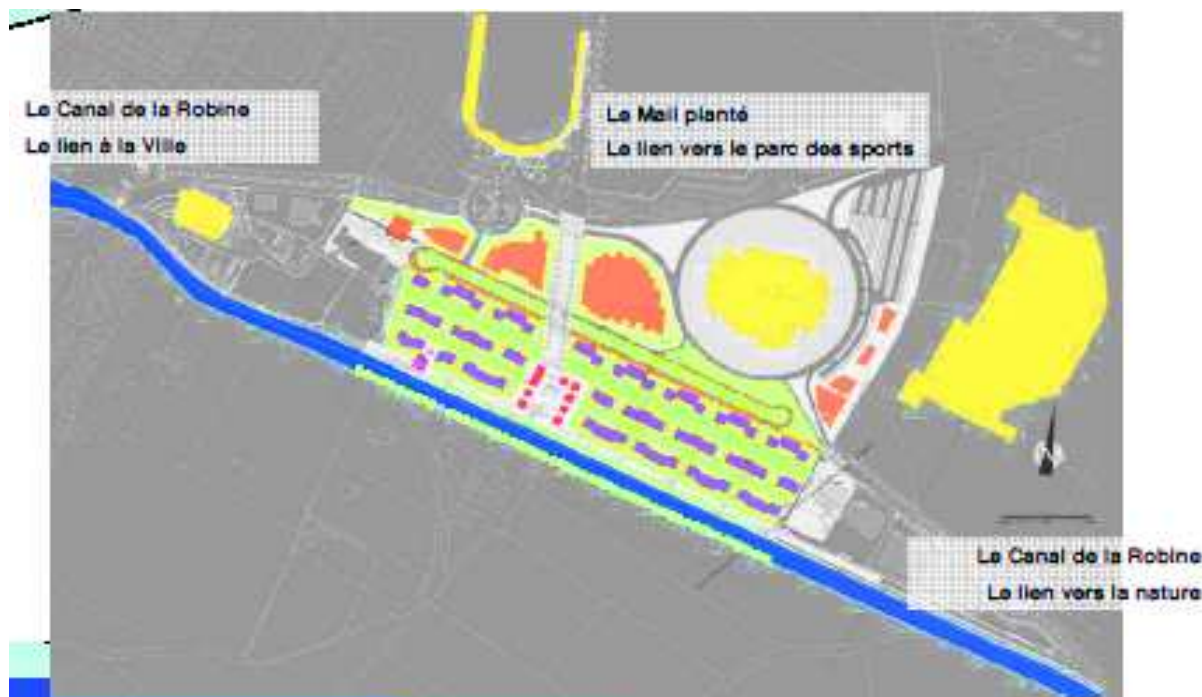 Le Canal de la Robine
Le lien à la Ville
Le Mail planté
Le lien vers le parc des sports
N
Le Canal de la Robine
Le lien vers la nature